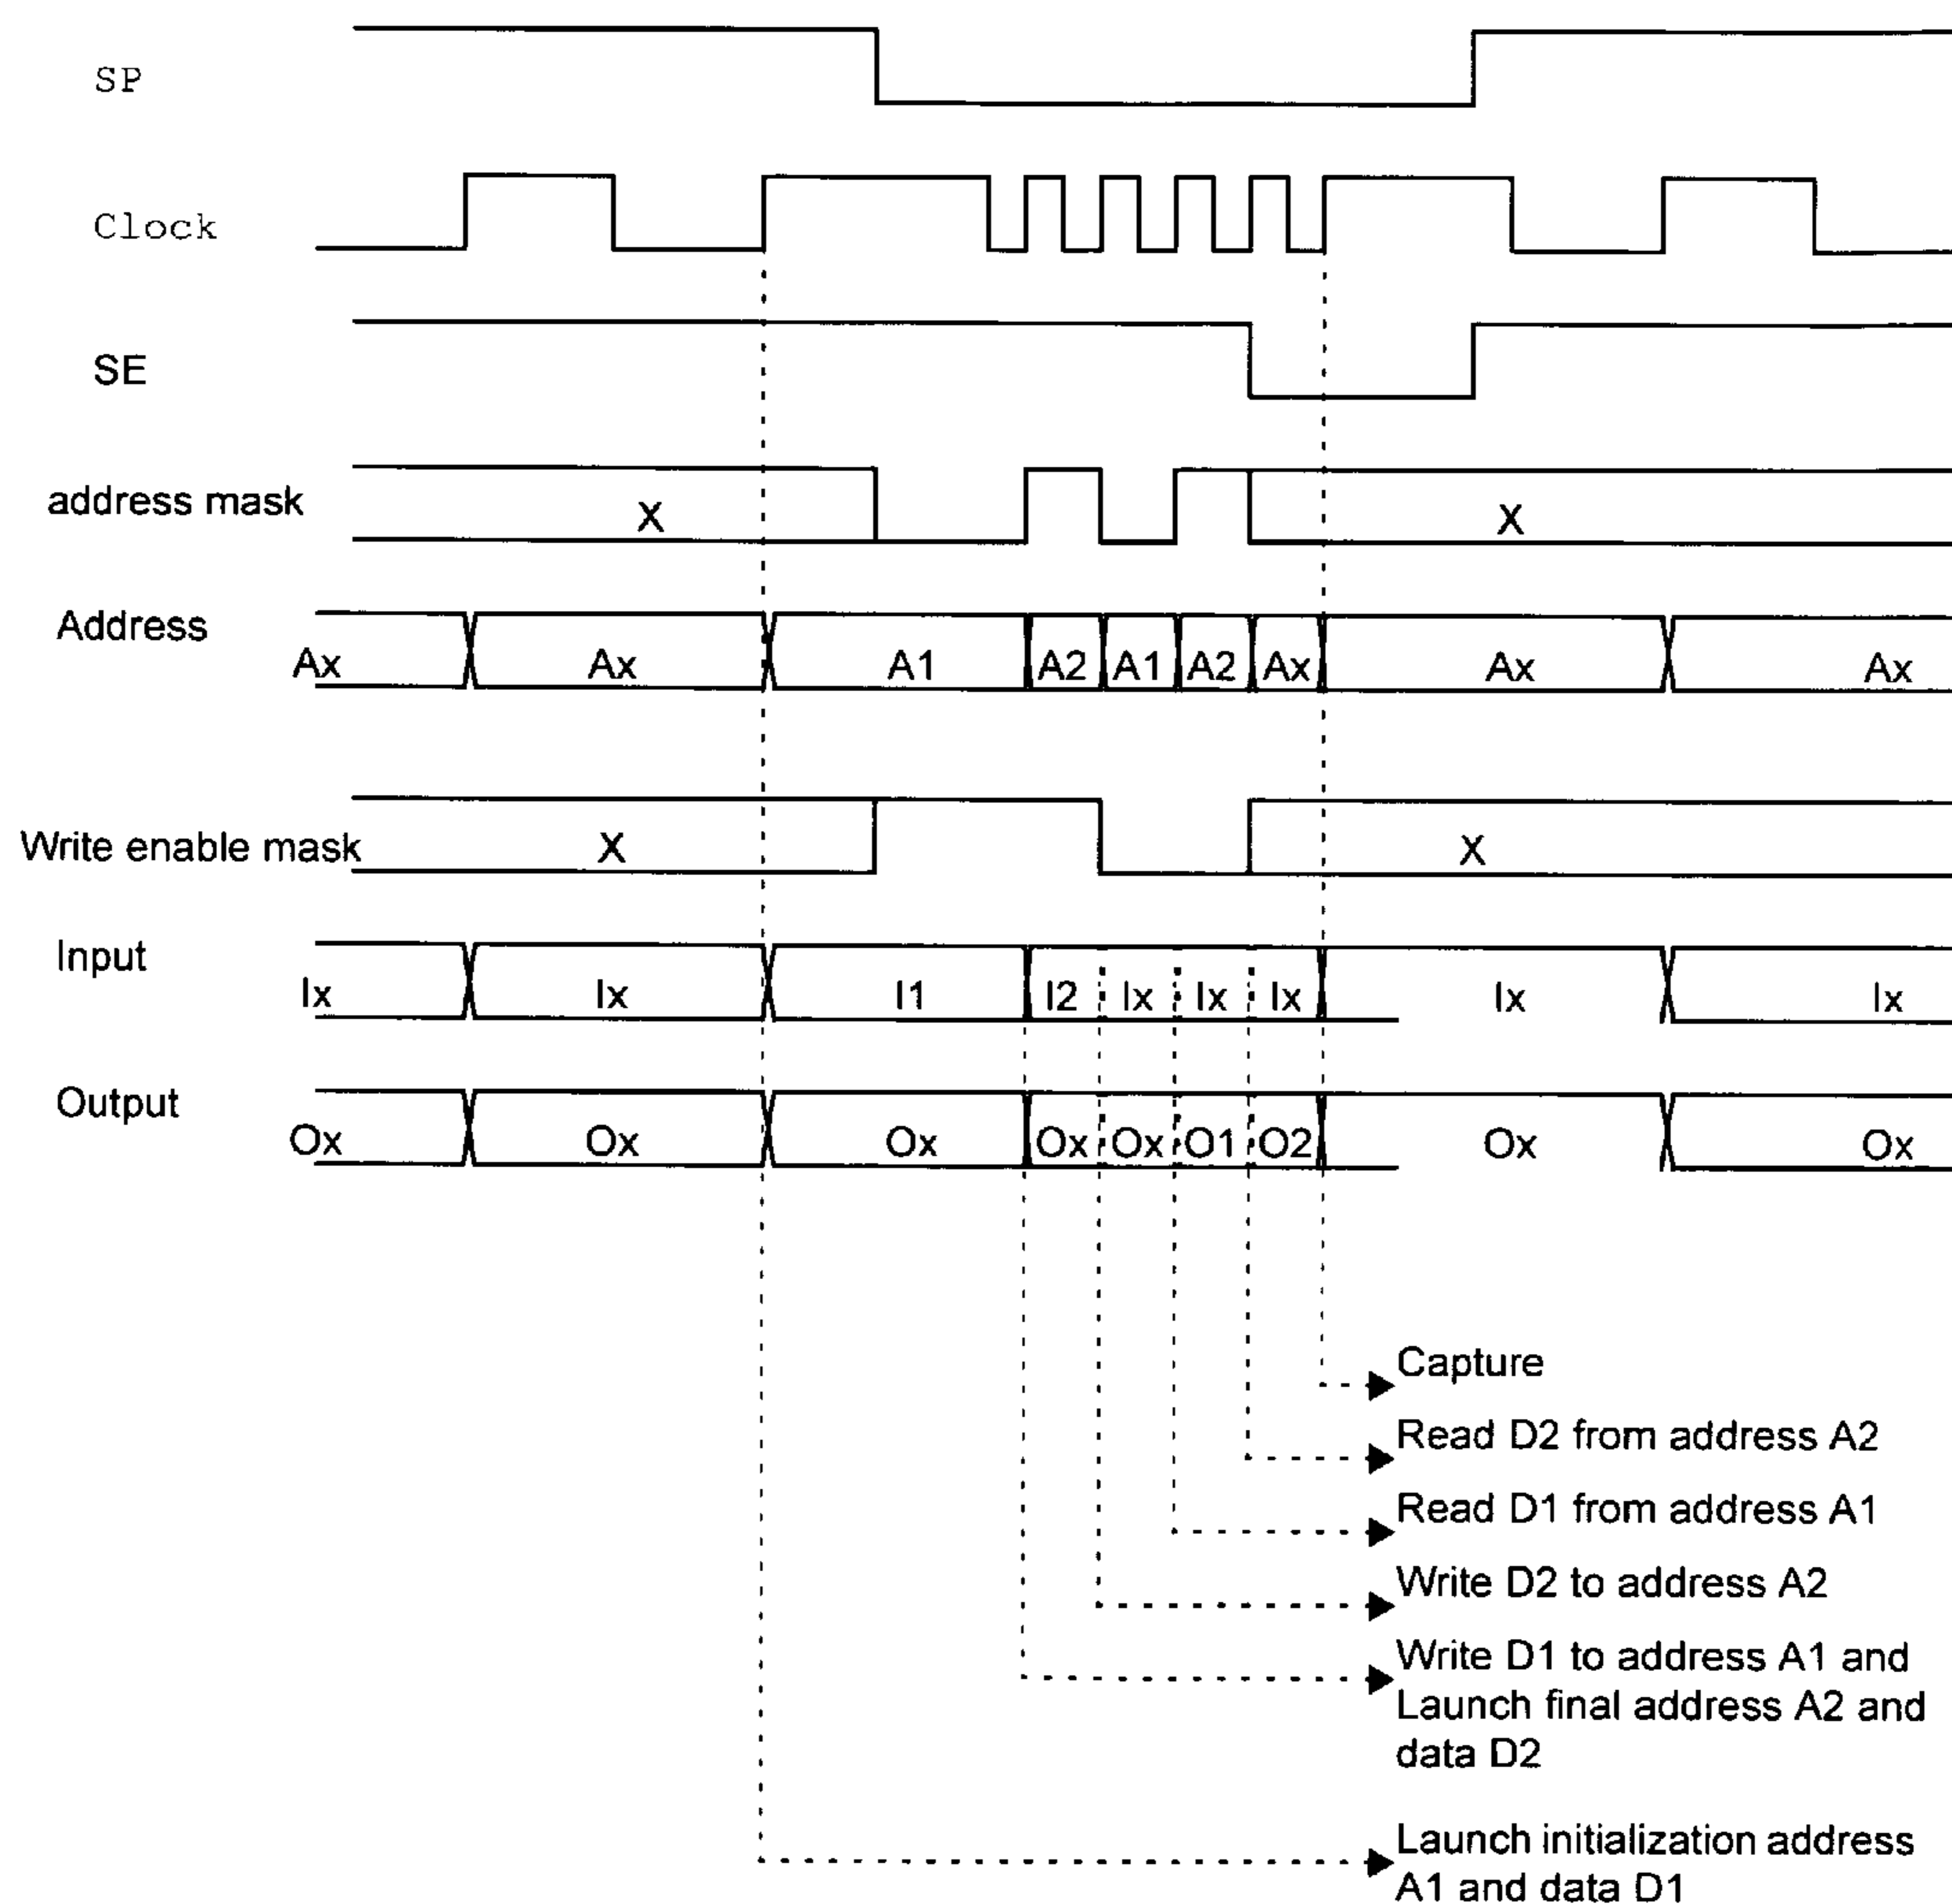 SP
Clock
SE
address mask
X X
Address
Ax Ax A1 A2 A1 A2 Ax Ax Ax
Write enable mask
X X
Input
Ix Ix I1 I2 Ix Ix Ix Ix Ix
Output
Ox Ox Ox Ox Ox O1 O2 Ox Ox
Capture
Read D2 from address A2
Read D1 from address A1
Write D2 to address A2
Write D1 to address A1 and
Launch final address A2 and
data D2
Launch initialization address
A1 and data D1